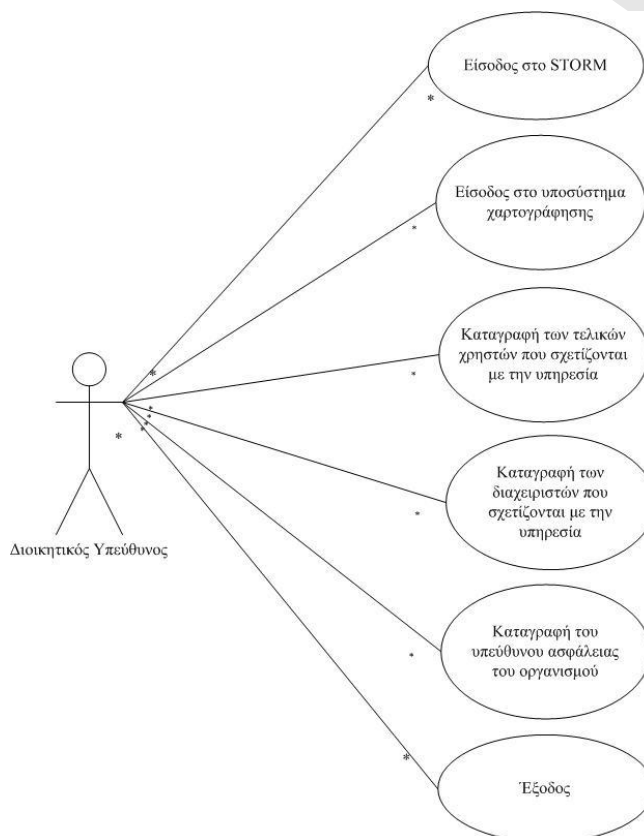 Είσοδος στο STORM
*
Είσοδος στο υποσύστημα
χαρτογράφησης
*
Καταγραφή των τελικών
χρηστών που σχετίζονται
με την υπηρεσία
*
*
*
*
*
*
Καταγραφή των
διαχειριστών που
σχετίζονται με την
υπηρεσία
*
Διοικητικός Υπεύθυνος
Καταγραφή του
υπεύθυνου ασφάλειας
του οργανισμού
*
*
Έξοδος